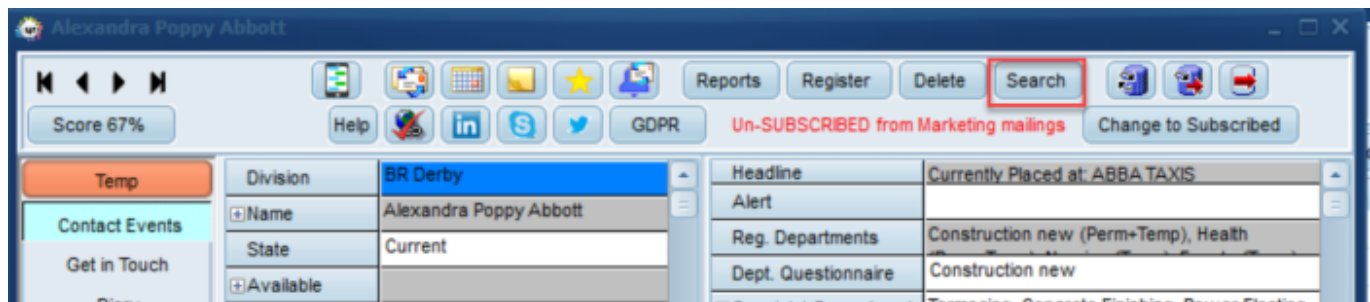 Alexandra Poppy Abbott
Reports Register Delete Search
Score 67% Help in GDPR Un-SUBSCRIBED from Marketing mailings Change to Subscribed
Temp Division BR Derby Headline Currently Placed at: ABBA TAXIS
Contact Events Name Alexandra Poppy Abbott Alert
State Current Reg. Departments Construction new (Perm+Temp), Health
Get in Touch Dept. Questionnaire Construction new
Available